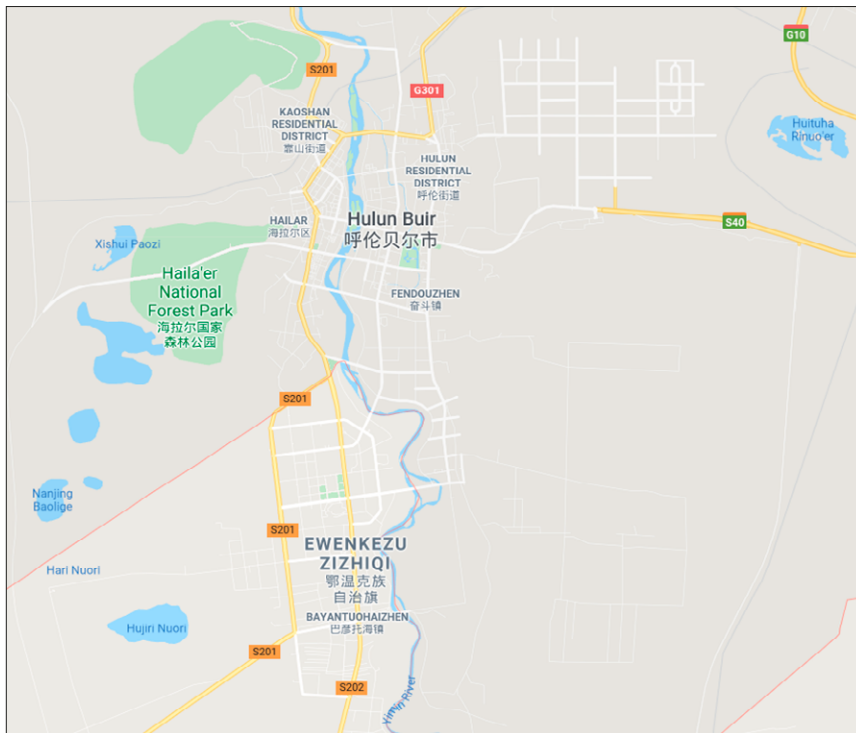 G10
S201
G301
KAOSHAN
RESIDENTIAL
DISTRICT
靠山街道
Huituha
Rinuo'er
HULUN
RESIDENTIAL
DISTRICT
呼伦街道
HAILAR
海拉尔区
Hulun Buir
呼伦贝尔市
S40
Xishui Paozi
Haila'er
National
Forest Park
海拉尔国家
森林公园
FENDOUZHEN
奋斗镇
S201
Nanjing
Baolige
S201
EWENKEZU
ZIZHIQI
鄂温克族
自治旗
Hari Nuori
BAYANTUOHAIZHEN
巴彦托海镇
Hujiri Nuori
S201
S202
Yimin River